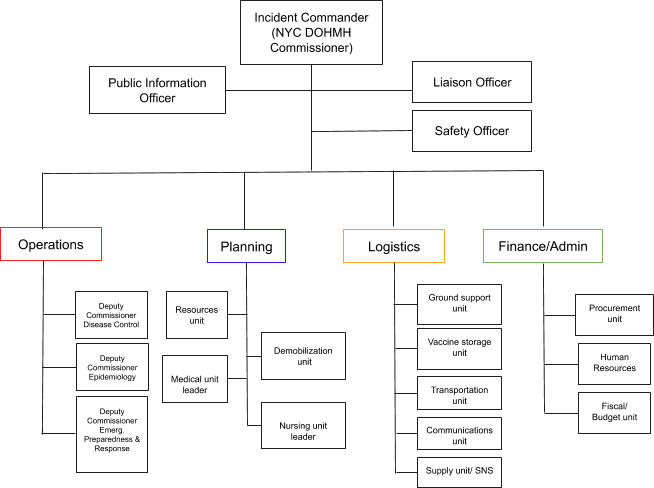 Incident Commander
(NYC DOHMH
Commissioner)
Public Information
Officer
Liaison Officer
Safety Officer
Operations
Planning
Logistics
Finance/Admin
Deputy
Commissioner
Disease Control
Deputy
Commissioner
Epidemiology
Deputy
Commissioner
Emerg.
Preparedness &
Response
Resources
unit
Medical unit
leader
Demobilization
unit
Nursing unit
leader
Ground support
unit
Vaccine storage
unit
Transportation
unit
Communications
unit
Supply unit/ SNS
Procurement
unit
Human
Resources
Fiscal/
Budget unit